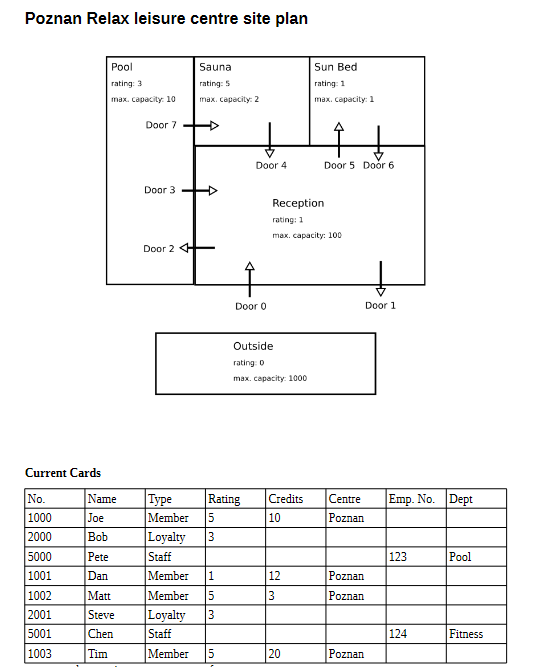 Poznan Relax leisure centre site plan
Pool
rating: 3
max. capacity: 10
Sauna
rating: 5
max. capacity: 2
Sun Bed
rating: 1
max. capacity: 1
Door 7
Door 4
Door 5
Door 6
Door 3
Reception
rating: 1
max. capacity: 100
Door 2
Door 0
Door 1
Outside
rating: 0
max. capacity: 1000
Current Cards
No. Name Type Rating Credits Centre Emp. No. Dept
1000 Joe Member 5 10 Poznan
2000 Bob Loyalty 3
5000 Pete Staff 123 Pool
1001 Dan Member 1 12 Poznan
1002 Matt Member 5 3 Poznan
2001 Steve Loyalty 3
5001 Chen Staff 124 Fitness
1003 Tim Member 5 20 Poznan